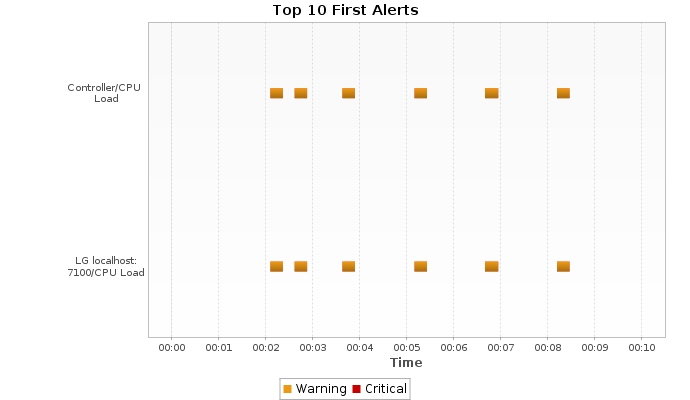 Top 10 First Alerts
Controller/CPU
Load
LG localhost:
7100/CPU Load
00:00 00:01 00:02 00:03 00:04 00:05 00:06 00:07 00:08 00:09 00:10
Time
Warning Critical